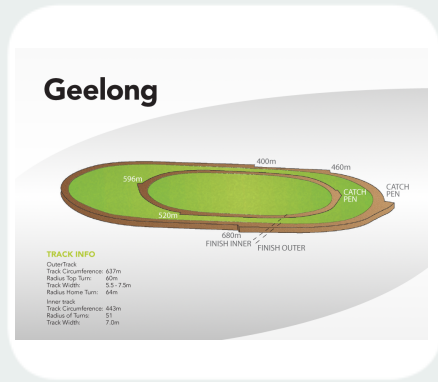 Geelong
400m
460m
596m
CATCH
PEN
CATCH
PEN
520m
680m
FINISH INNER
FINISH OUTER
TRACK INFO
OuterTrack
Track Circumference: 637m
Radius Top Turn: 60m
Track Width: 5.5 - 7.5m
Radius Home Turn: 64m
Inner track
Track Circumference: 443m
Radius of Turns: 51
Track Width: 7.0m